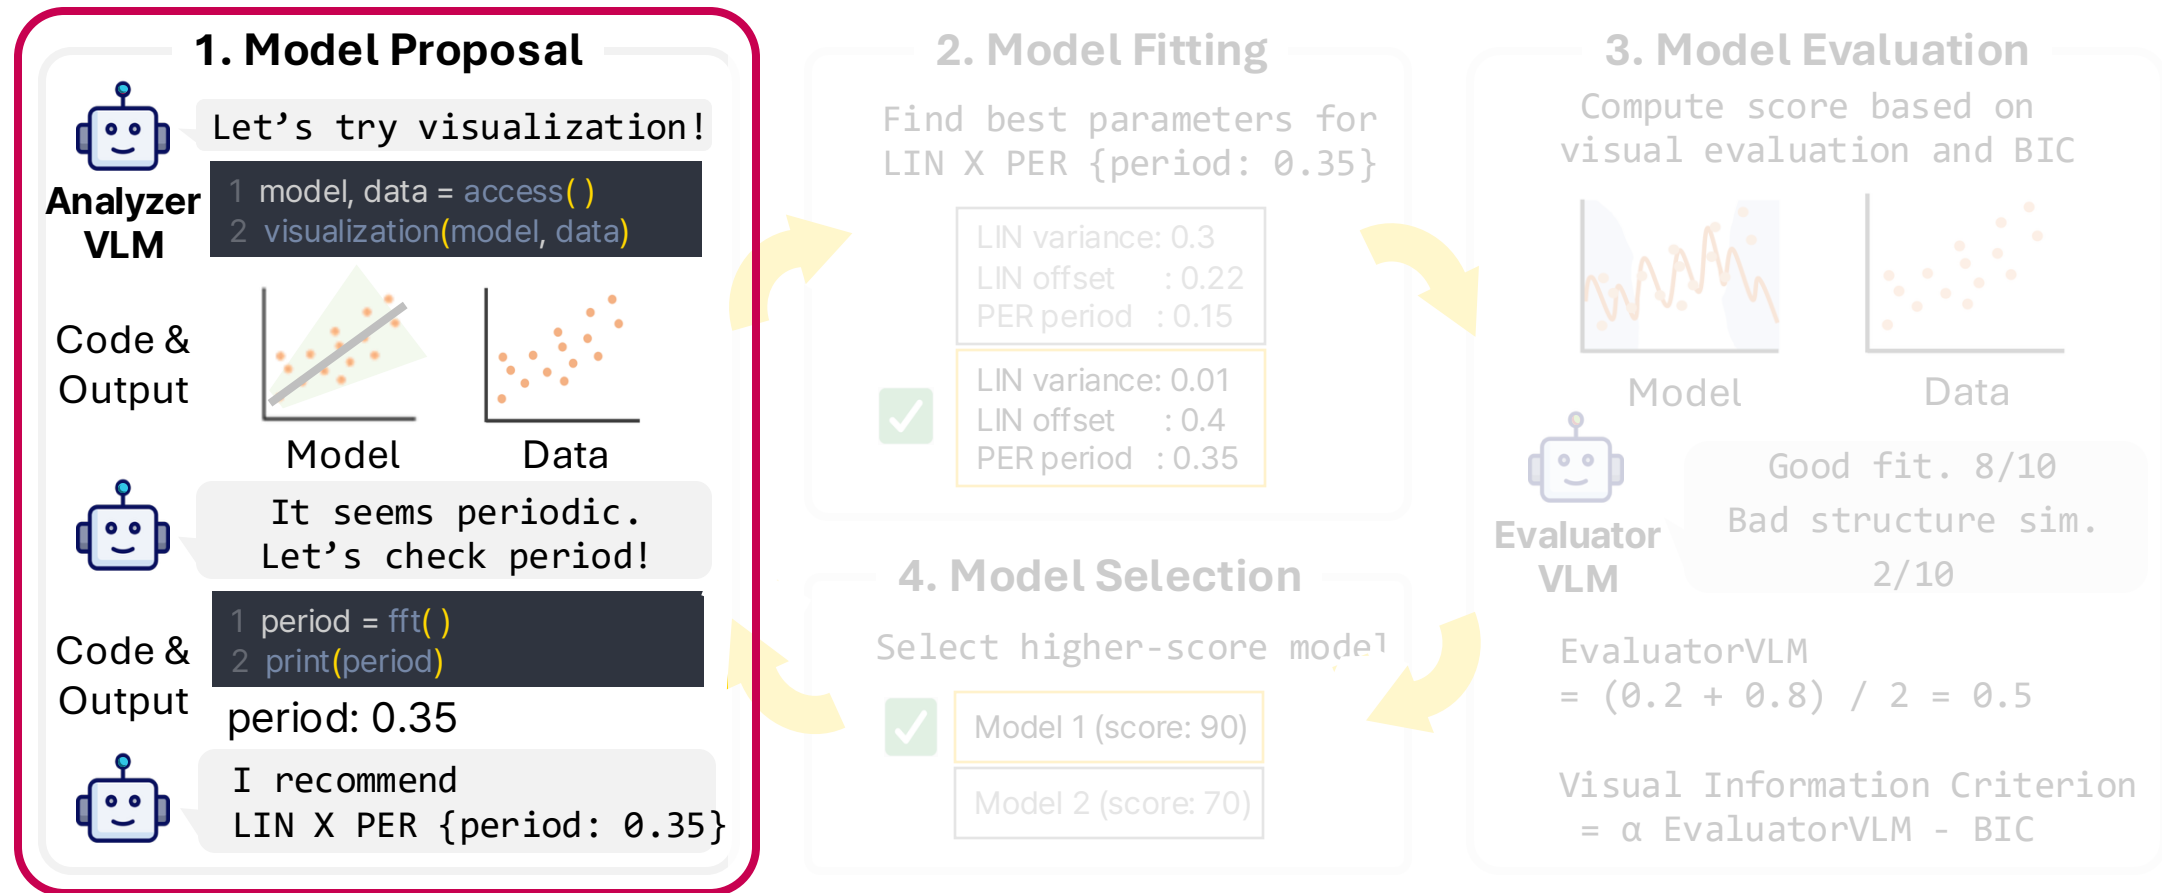 1. Model Proposal
Let’s try visualization!
Analyzer
VLM
1 model, data = access( )
2 visualization(model, data)
Code &
Output
Model
Data
It seems periodic.
Let’s check period!
Code &
Output
1 period = fft( )
2 print(period)
period: 0.35
I recommend
LIN X PER {period: 0.35}
2. Model Fitting
Find best parameters for
LIN X PER {period: 0.35}
LIN variance: 0.3
LIN offset : 0.22
PER period : 0.15
LIN variance: 0.01
LIN offset : 0.4
PER period : 0.35
3. Model Evaluation
Compute score based on
visual evaluation and BIC
Model
Data
Evaluator
VLM
Good fit. 8/10
Bad structure sim.
2/10
EvaluatorVLM
= (0.2 + 0.8) / 2 = 0.5
Visual Information Criterion
= α EvaluatorVLM - BIC
4. Model Selection
Select higher-score model
Model 1 (score: 90)
Model 2 (score: 70)